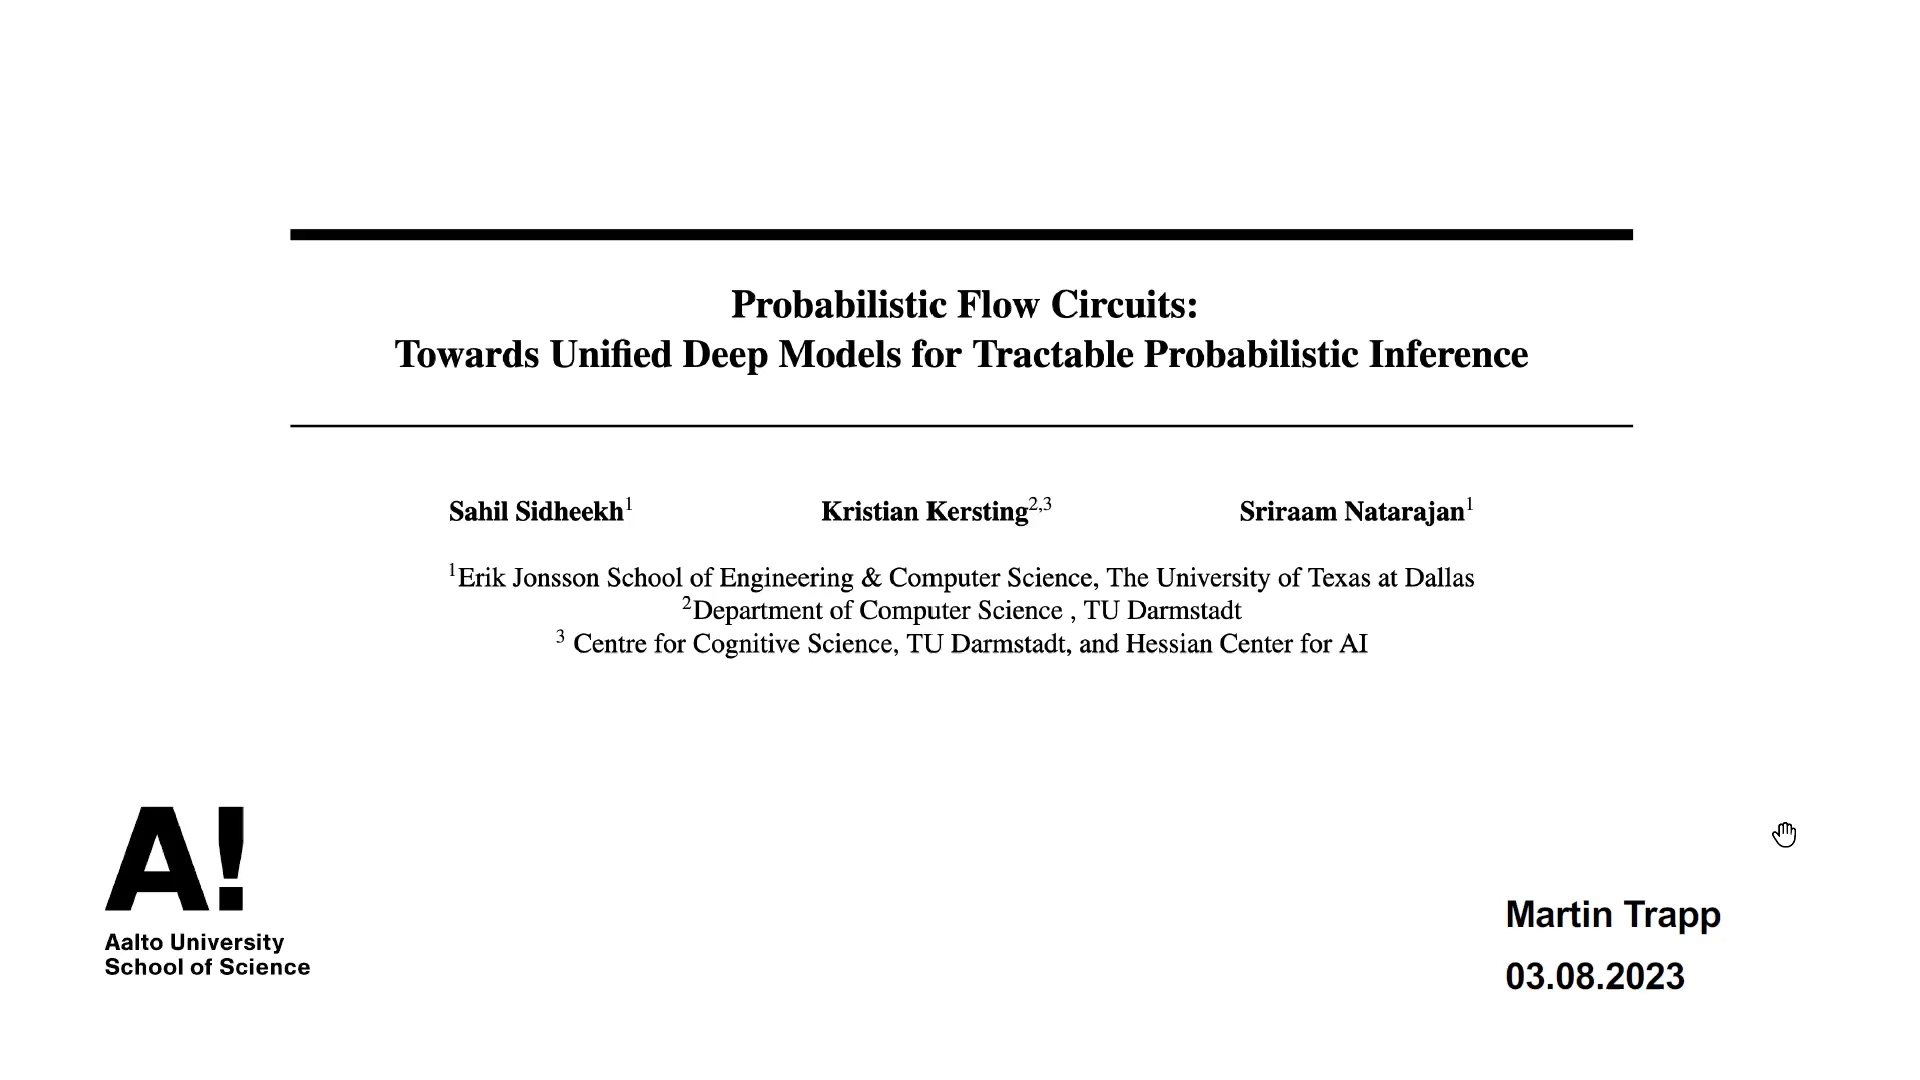 Probabilistic Flow Circuits:
Towards Unified Deep Models for Tractable Probabilistic Inference
Sahil Sidheekh¹ Kristian Kersting²,³ Sriraam Natarajan¹
¹Erik Jonsson School of Engineering & Computer Science, The University of Texas at Dallas
²Department of Computer Science , TU Darmstadt
³ Centre for Cognitive Science, TU Darmstadt, and Hessian Center for AI
A!
Aalto University
School of Science
Martin Trapp
03.08.2023